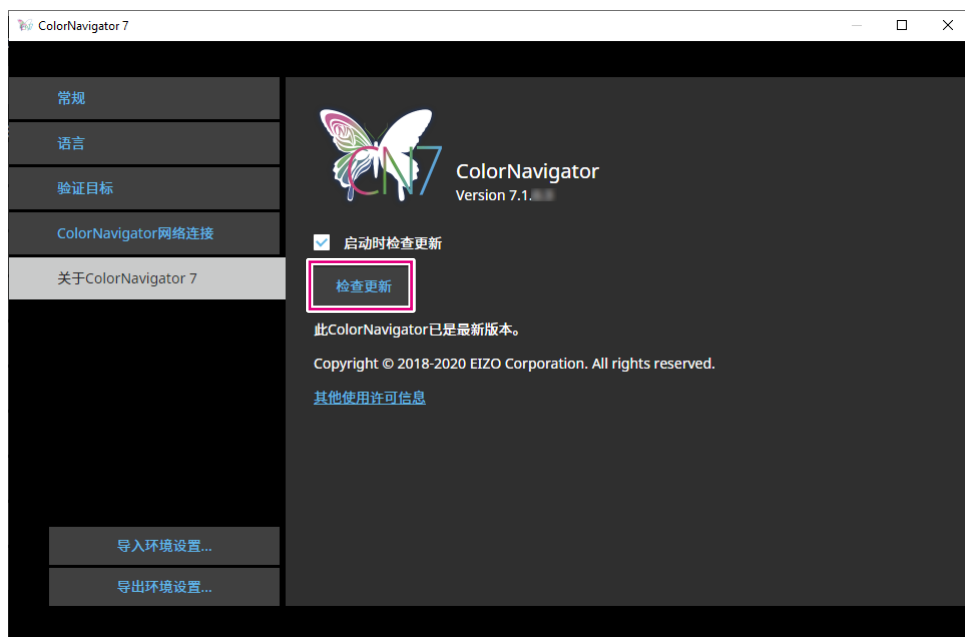 ColorNavigator 7
常规
语言
验证目标
ColorNavigator网络连接
关于ColorNavigator 7
导入环境设置...
导出环境设置...
CN7
ColorNavigator
Version 7.1.
启动时检查更新
检查更新
此ColorNavigator已是最新版本。
Copyright © 2018-2020 EIZO Corporation. All rights reserved.
其他使用许可信息